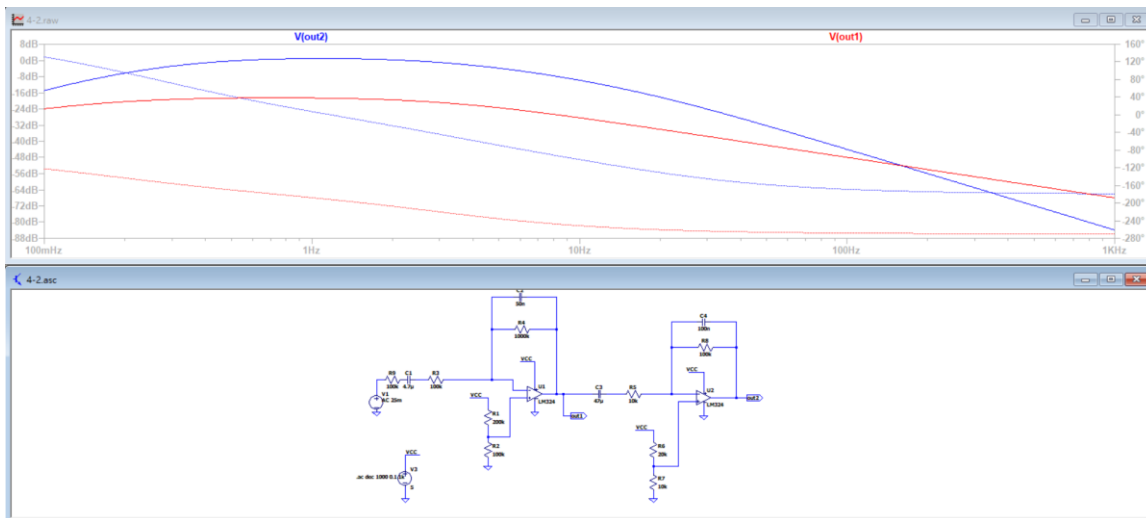 4-2.raw
V(out2) V(out1)
8dB 160°
0dB 120°
-8dB 80°
-16dB 40°
-24dB 0°
-32dB -40°
-40dB -80°
-48dB -120°
-56dB -160°
-64dB -200°
-72dB -240°
-80dB
-88dB -280°
100mHz 1Hz 10Hz 100Hz 1KHz
4-2.asc
50n
R4
1000k
VCC
R9 C1 R3
100k 4.7µ 100k
U1
LM324
V1
AC 25m
VCC
R1
200k
R2
100k
out1
C3 R5
47µ 10k
C4
100n
R8
100k
VCC
U2
LM324
out2
VCC
R6
20k
R7
10k
VCC
V3
5
.ac dec 1000 0.1